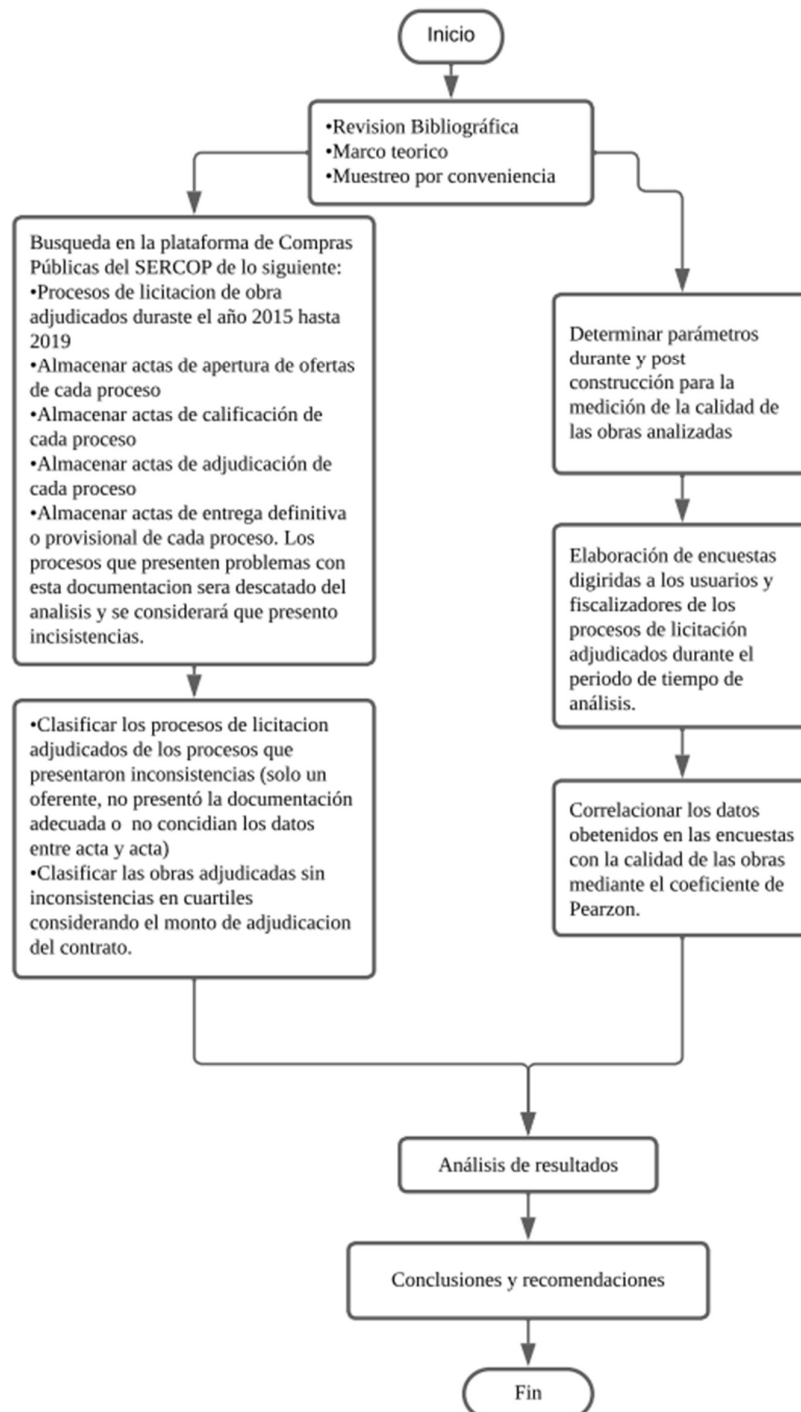 Inicio
•Revision Bibliográfica
•Marco teorico
•Muestreo por conveniencia
Busqueda en la plataforma de Compras
Públicas del SERCOP de lo siguiente:
•Procesos de licitacion de obra
adjudicados duraste el año 2015 hasta
2019
•Almacenar actas de apertura de ofertas
de cada proceso
•Almacenar actas de calificación de
cada proceso
•Almacenar actas de adjudicación de
cada proceso
•Almacenar actas de entrega definitiva
o provisional de cada proceso. Los
procesos que presenten problemas con
esta documentacion sera descatado del
analisis y se considerará que presento
incisistencias.
•Clasificar los procesos de licitacion
adjudicados de los procesos que
presentaron inconsistencias (solo un
oferente, no presentó la documentación
adecuada o  no concidian los datos
entre acta y acta)
•Clasificar las obras adjudicadas sin
inconsistencias en cuartiles
considerando el monto de adjudicacion
del contrato.
Determinar parámetros
durante y post
construcción para la
medición de la calidad de
las obras analizadas
Elaboración de encuestas
digiridas a los usuarios y
fiscalizadores de los
procesos de licitación
adjudicados durante el
periodo de tiempo de
análisis.
Correlacionar los datos
obetenidos en las encuestas
con la calidad de las obras
mediante el coeficiente de
Pearzon.
Análisis de resultados
Conclusiones y recomendaciones
Fin